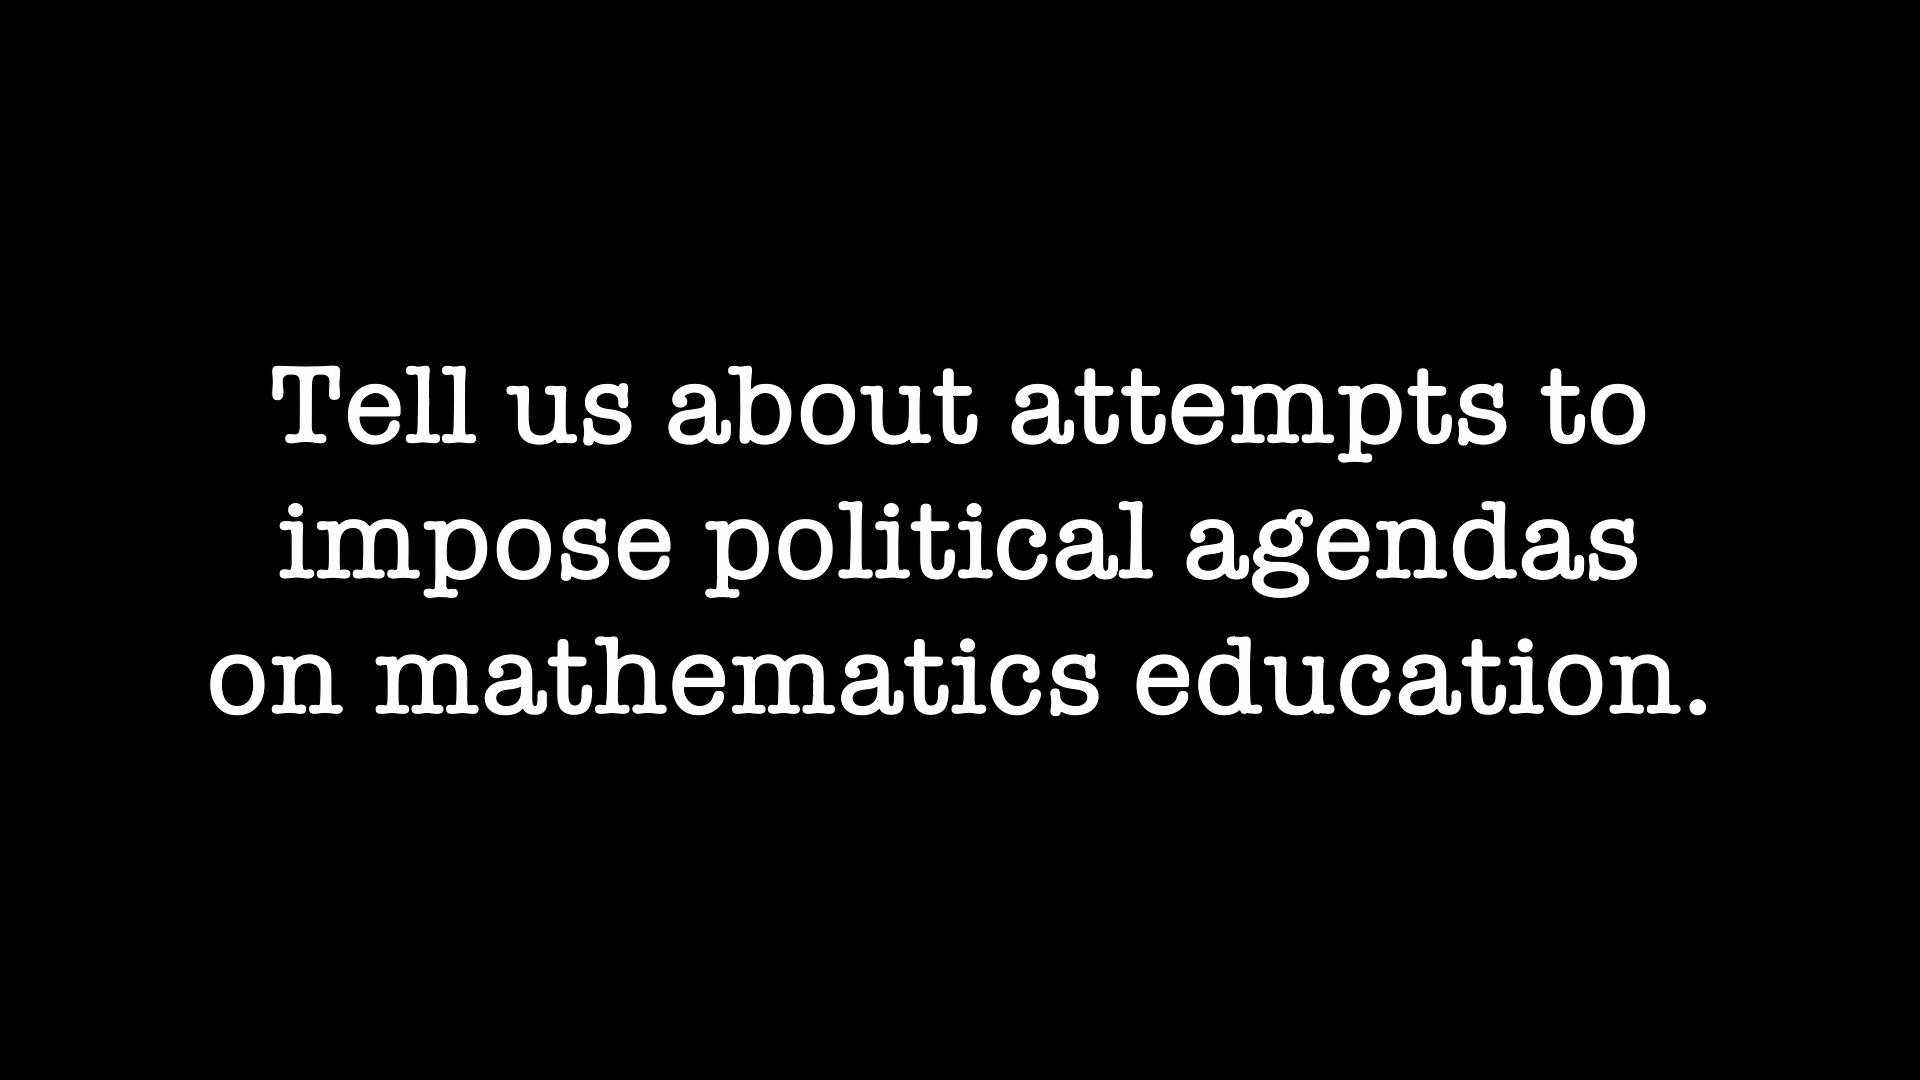 Tell us about attempts to
impose political agendas
on mathematics education.